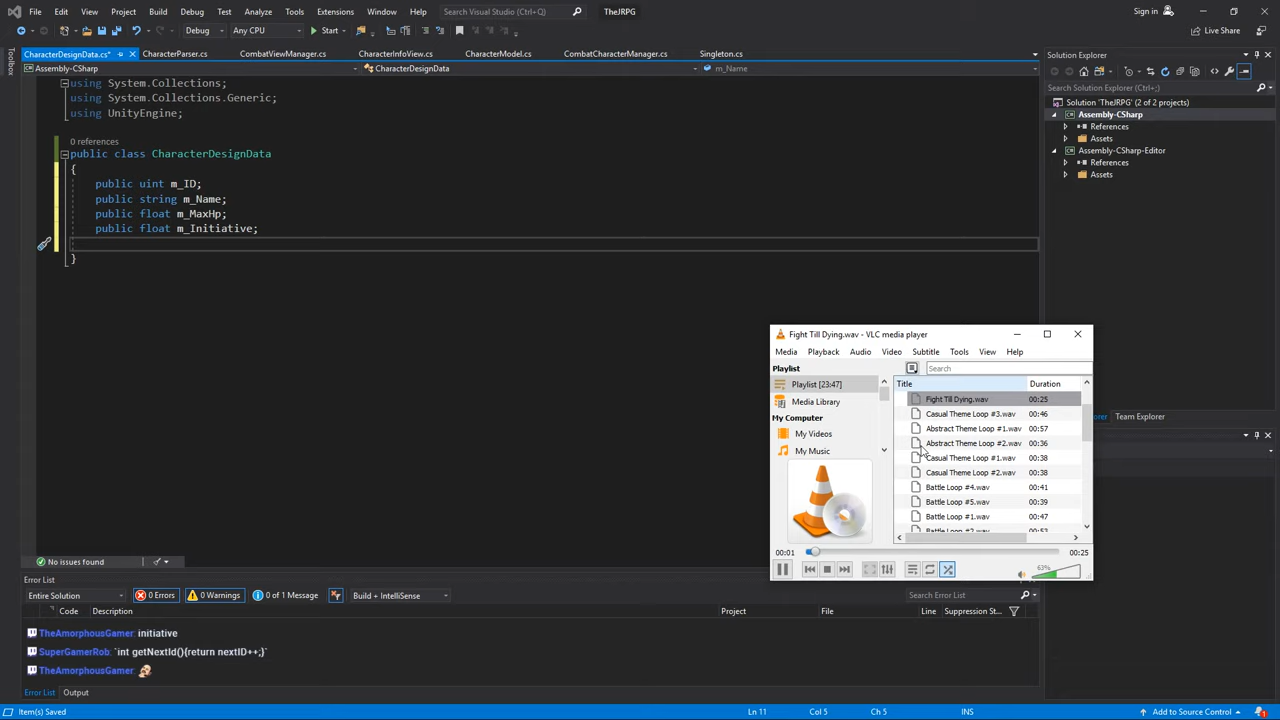 File Edit View Git Project Build Debug Test Analyze Tools Extensions Window Help Search Visual Studio (Ctrl+Q) TheJRPG Sign in
Debug Any CPU Start Live Share
Toolbox
CharacterDesignData.cs* CharacterParser.cs CombatViewManager.cs CharacterInfoView.cs CharacterModel.cs CombatCharacterManager.cs Singleton.cs
Assembly-CSharp CharacterDesignData m_Name
using System.Collections;
using System.Collections.Generic;
using UnityEngine;
0 references
public class CharacterDesignData
{
public uint m_ID;
public string m_Name;
public float m_MaxHp;
public float m_Initiative;
}
Solution Explorer
Search Solution Explorer (Ctrl+;)
Solution 'TheJRPG' (2 of 2 projects)
Assembly-CSharp
References
Assets
Assembly-CSharp-Editor
References
Assets
Team Explorer
Fight Till Dying.wav - VLC media player
Media Playback Audio Video Subtitle Tools View Help
Playlist Search
Playlist [23:47]
Media Library
My Computer
My Videos
My Music
Title Duration
Fight Till Dying.wav 00:25
Casual Theme Loop #3.wav 00:46
Abstract Theme Loop #1.wav 00:57
Abstract Theme Loop #2.wav 00:36
Casual Theme Loop #1.wav 00:38
Casual Theme Loop #2.wav 00:38
Battle Loop #4.wav 00:41
Battle Loop #5.wav 00:39
Battle Loop #1.wav 00:47
Battle Loop #2.wav 00:53
00:01 00:25
63%
No issues found
Error List
Entire Solution 0 Errors 0 Warnings 0 of 1 Message Build + IntelliSense Search Error List
Code Description Project File Line Suppression St...
TheAmorphousGamer: initiative
SuperGamerRob: `int getNextId(){return nextID++;}`
TheAmorphousGamer:
Error List Output
Item(s) Saved Ln 11 Col 5 Ch 5 INS Add to Source Control 1